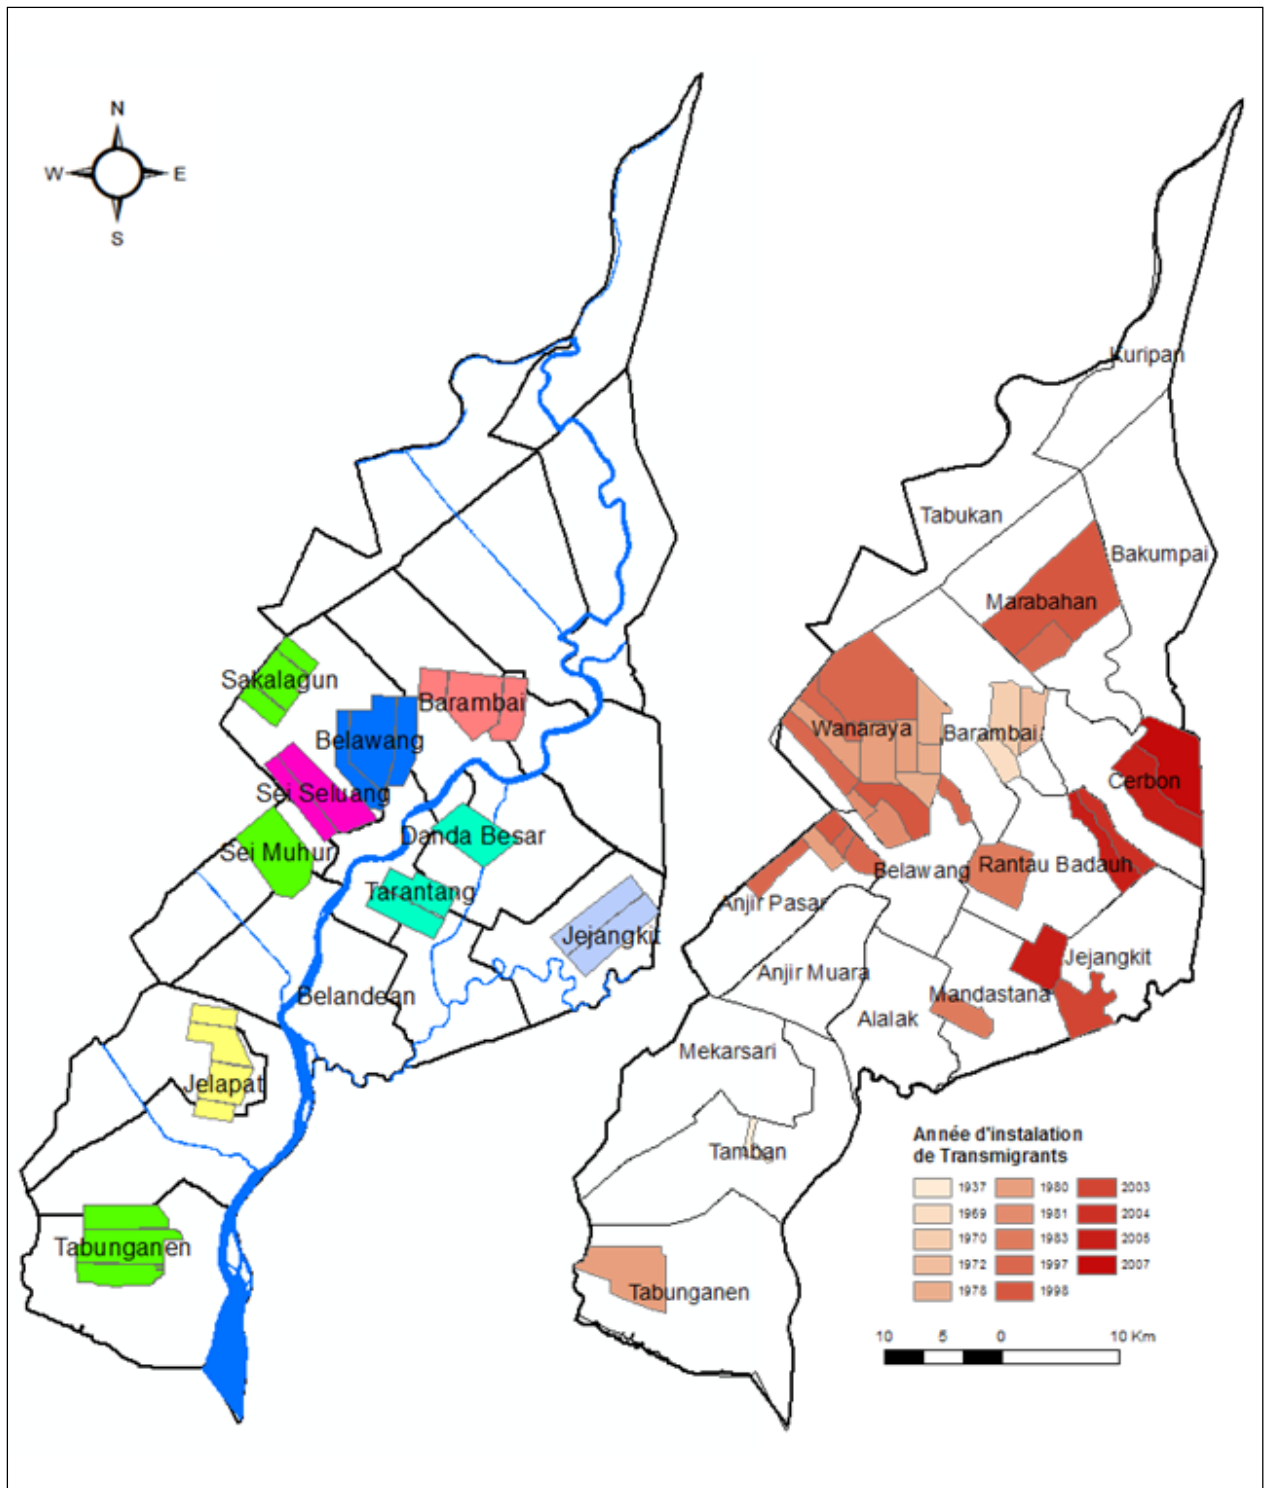 N
W
E
S
Sakalagun
Barambai
Belawang
Sei Seluang
Danda Besar
Sei Muhur
Tarantang
Jejangkit
Belandean
Jelapat
Tabunganen
Kuripan
Tabukan
Bakumpai
Marabahan
Wanaraya
Barambai
Cerbon
Belawang
Rantau Badauh
Anjir Pasar
Anjir Muara
Jejangkit
Mandastana
Alalak
Mekarsari
Tamban
Tabunganen
Année d'instalation
de Transmigrants
1937
1969
1970
1972
1978
1980
1981
1983
1997
1998
2003
2004
2005
2007
10 5 0 10 Km